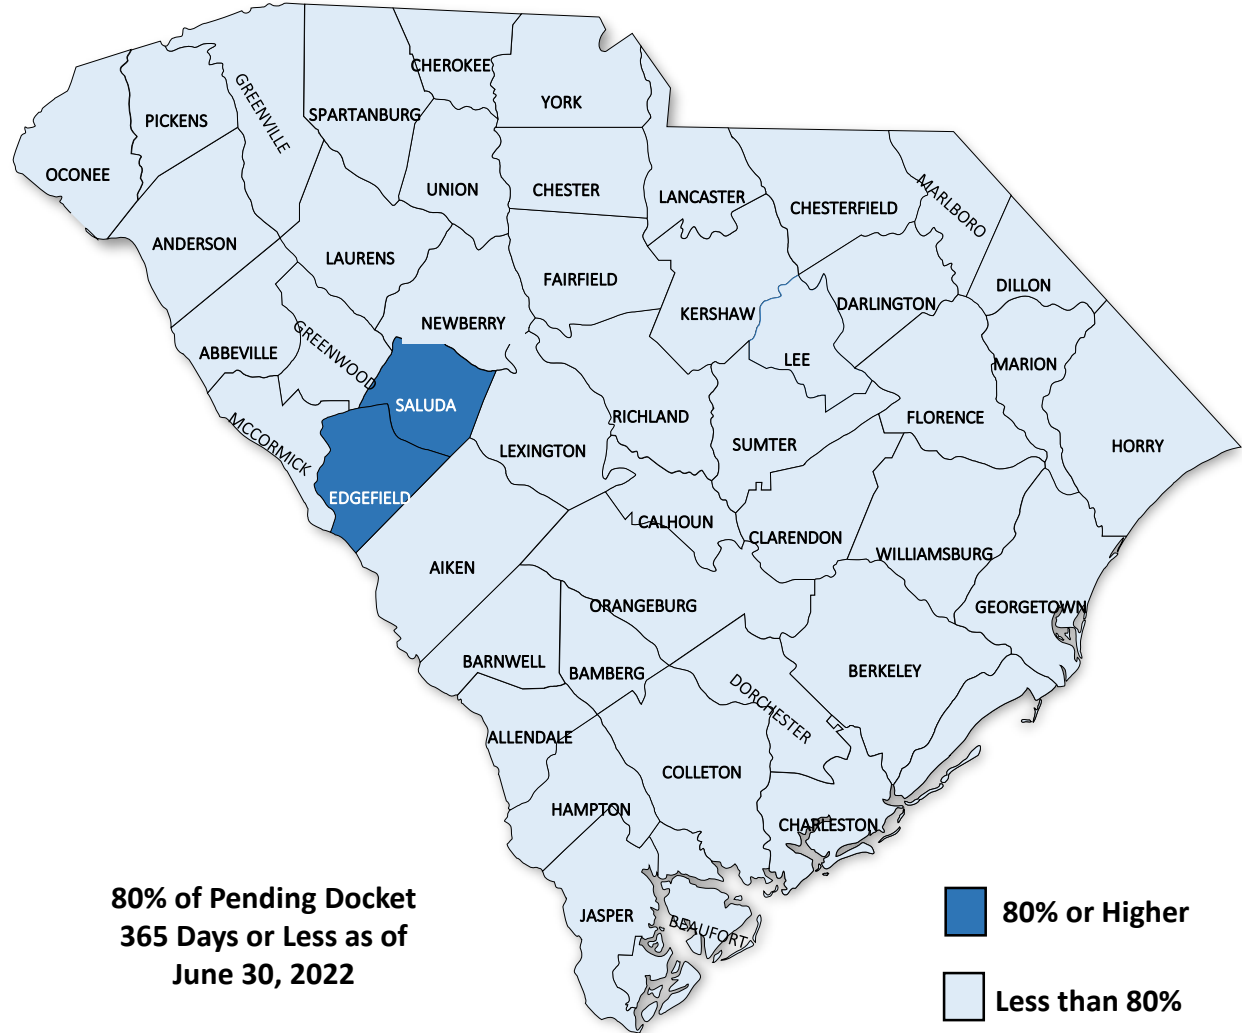 CHEROKEE
YORK
GREENVILLE
SPARTANBURG
PICKENS
OCONEE
UNION
CHESTER
LANCASTER
CHESTERFIELD
MARLBORO
ANDERSON
LAURENS
FAIRFIELD
DILLON
KERSHAW
DARLINGTON
NEWBERRY
GREENWOOD
ABBEVILLE
LEE
MARION
SALUDA
RICHLAND
FLORENCE
MCCORMICK
SUMTER
HORRY
LEXINGTON
EDGEFIELD
CALHOUN
CLARENDON
WILLIAMSBURG
AIKEN
ORANGEBURG
GEORGETOWN
BARNWELL
BAMBERG
BERKELEY
DORCHESTER
ALLENDALE
COLLETON
HAMPTON
CHARLESTON
JASPER
BEAUFORT
80% of Pending Docket
365 Days or Less as of
June 30, 2022
80% or Higher
Less than 80%